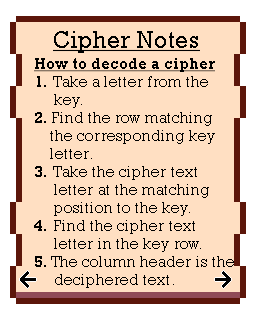 Cipher Notes
How to decode a cipher
1. Take a letter from the
key.
2. Find the row matching
the corresponding key
letter.
3. Take the cipher text
letter at the matching
position to the key.
4. Find the cipher text
letter in the key row.
5. The column header is the
deciphered text.